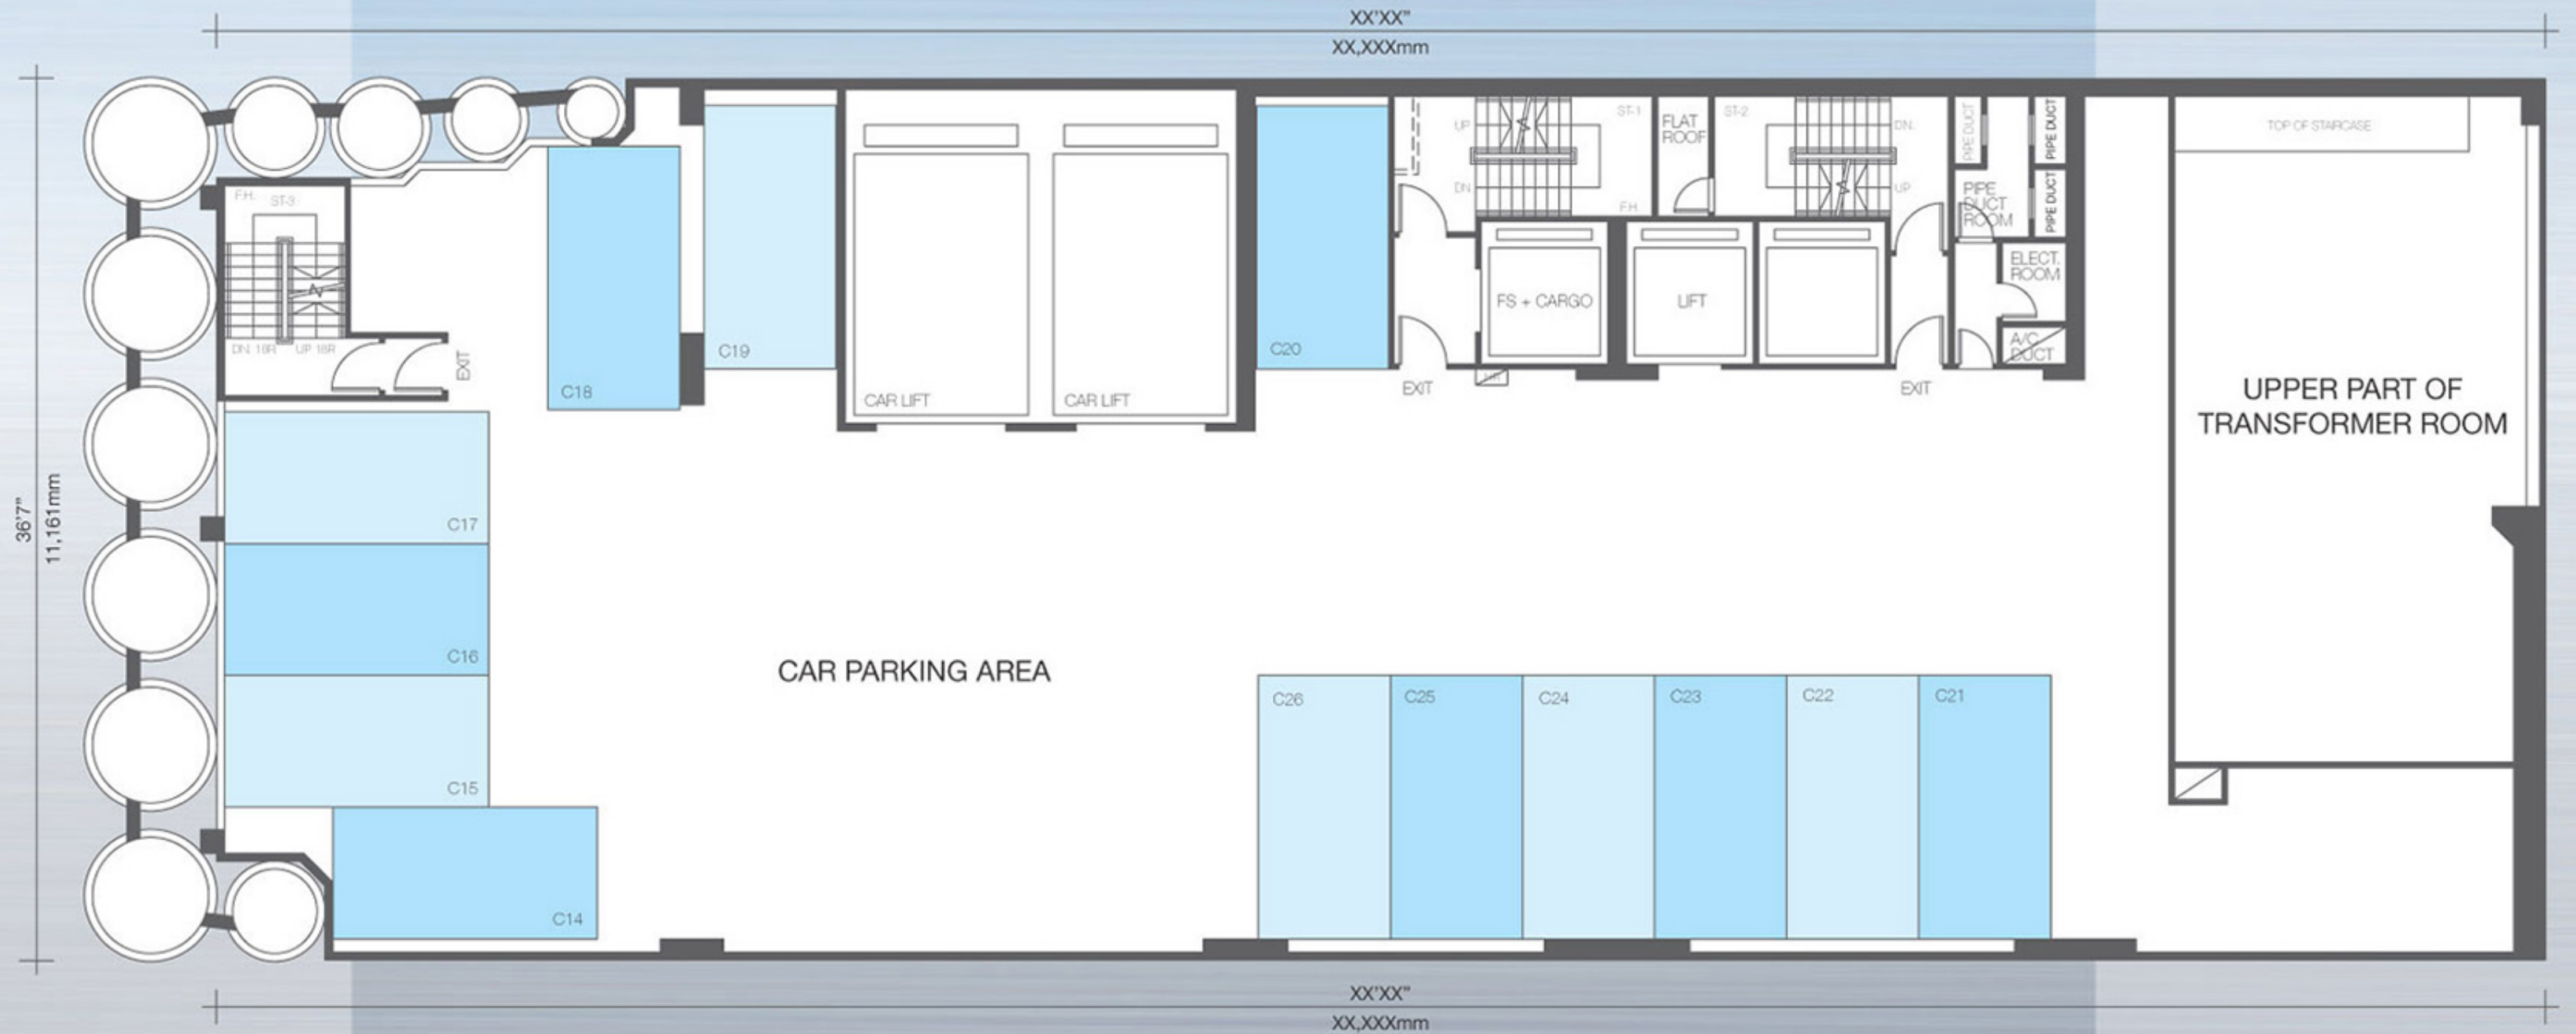 XX'XX"
XX,XXXmm
36'7"
11,161mm
F.H.
ST-3
DN. 18R
UP 18R
EXIT
C18
C19
CAR LIFT
CAR LIFT
C20
UP
DN
ST-1
F.H.
FLAT
ROOF
ST-2
DN.
UP
PIPE DUCT
PIPE DUCT
PIPE
DUCT
ROOM
PIPE DUCT
ELECT.
ROOM
A/C
DUCT
FS + CARGO
LIFT
EXIT
EXIT
TOP OF STAIRCASE
UPPER PART OF
TRANSFORMER ROOM
C17
C16
C15
C14
CAR PARKING AREA
C26
C25
C24
C23
C22
C21
XX'XX"
XX,XXXmm